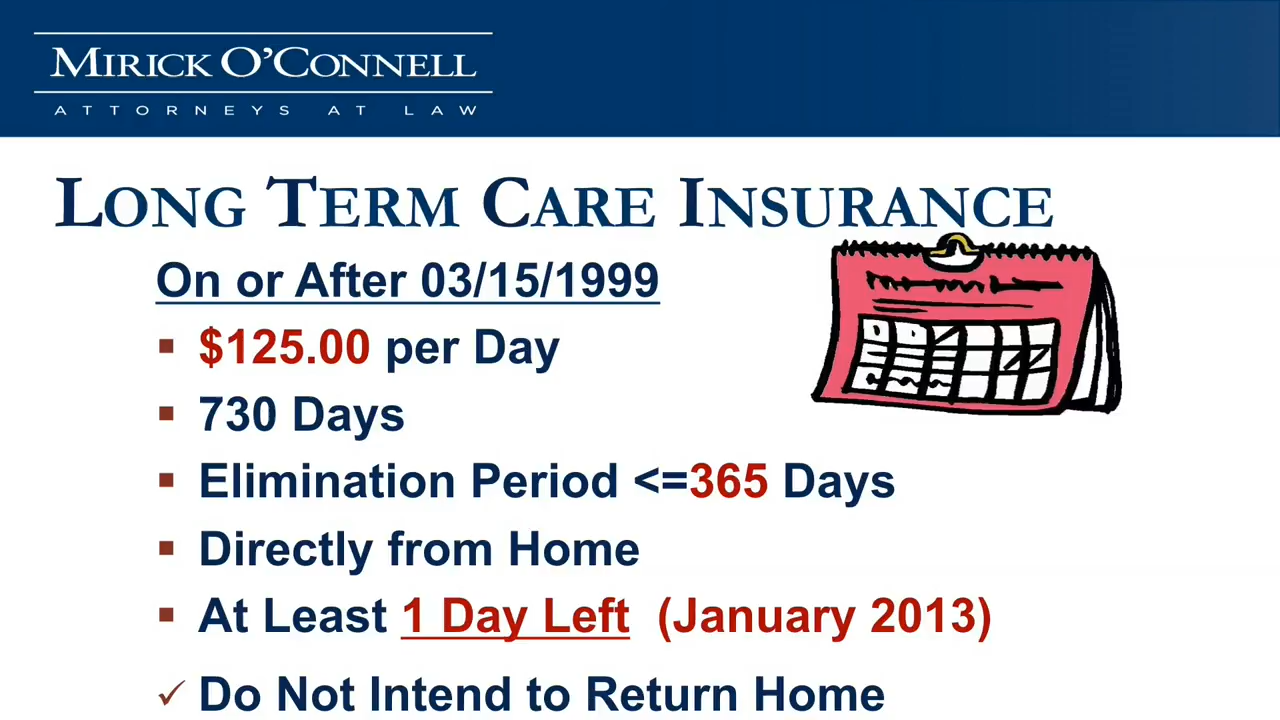 MIRICK O'CONNELL
ATTORNEYS AT LAW
LONG TERM CARE INSURANCE
On or After 03/15/1999
▪ $125.00 per Day
▪ 730 Days
▪ Elimination Period <=365 Days
▪ Directly from Home
▪ At Least 1 Day Left (January 2013)
✓ Do Not Intend to Return Home